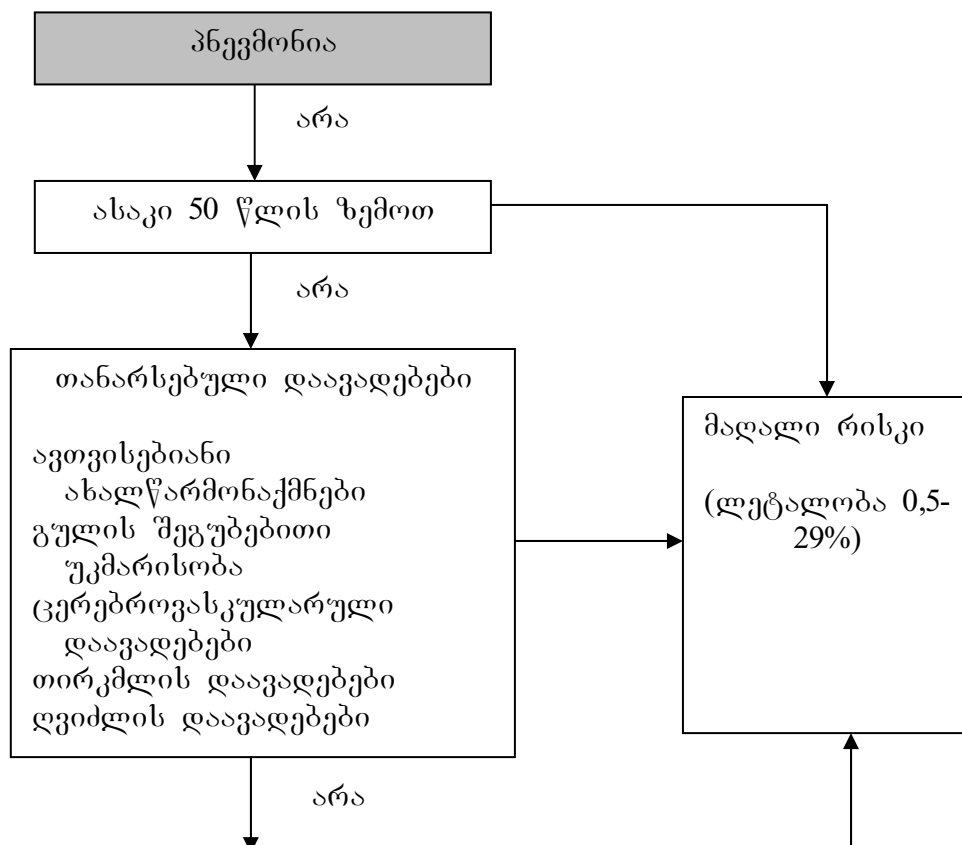 პნევმონია
არა
ასაკი 50 წლის ზემოთ
არა
თანარსებული დაავადებები
ავთვისებიანი
ახალწარმონაქმნები
გულის შეგუბებითი
უკმარისობა
ცერებროვასკულარული
დაავადებები
თირკმლის დაავადებები
ღვიძლის დაავადებები
მაღალი რისკი
(ლეტალობა 0,5-
29%)
არა